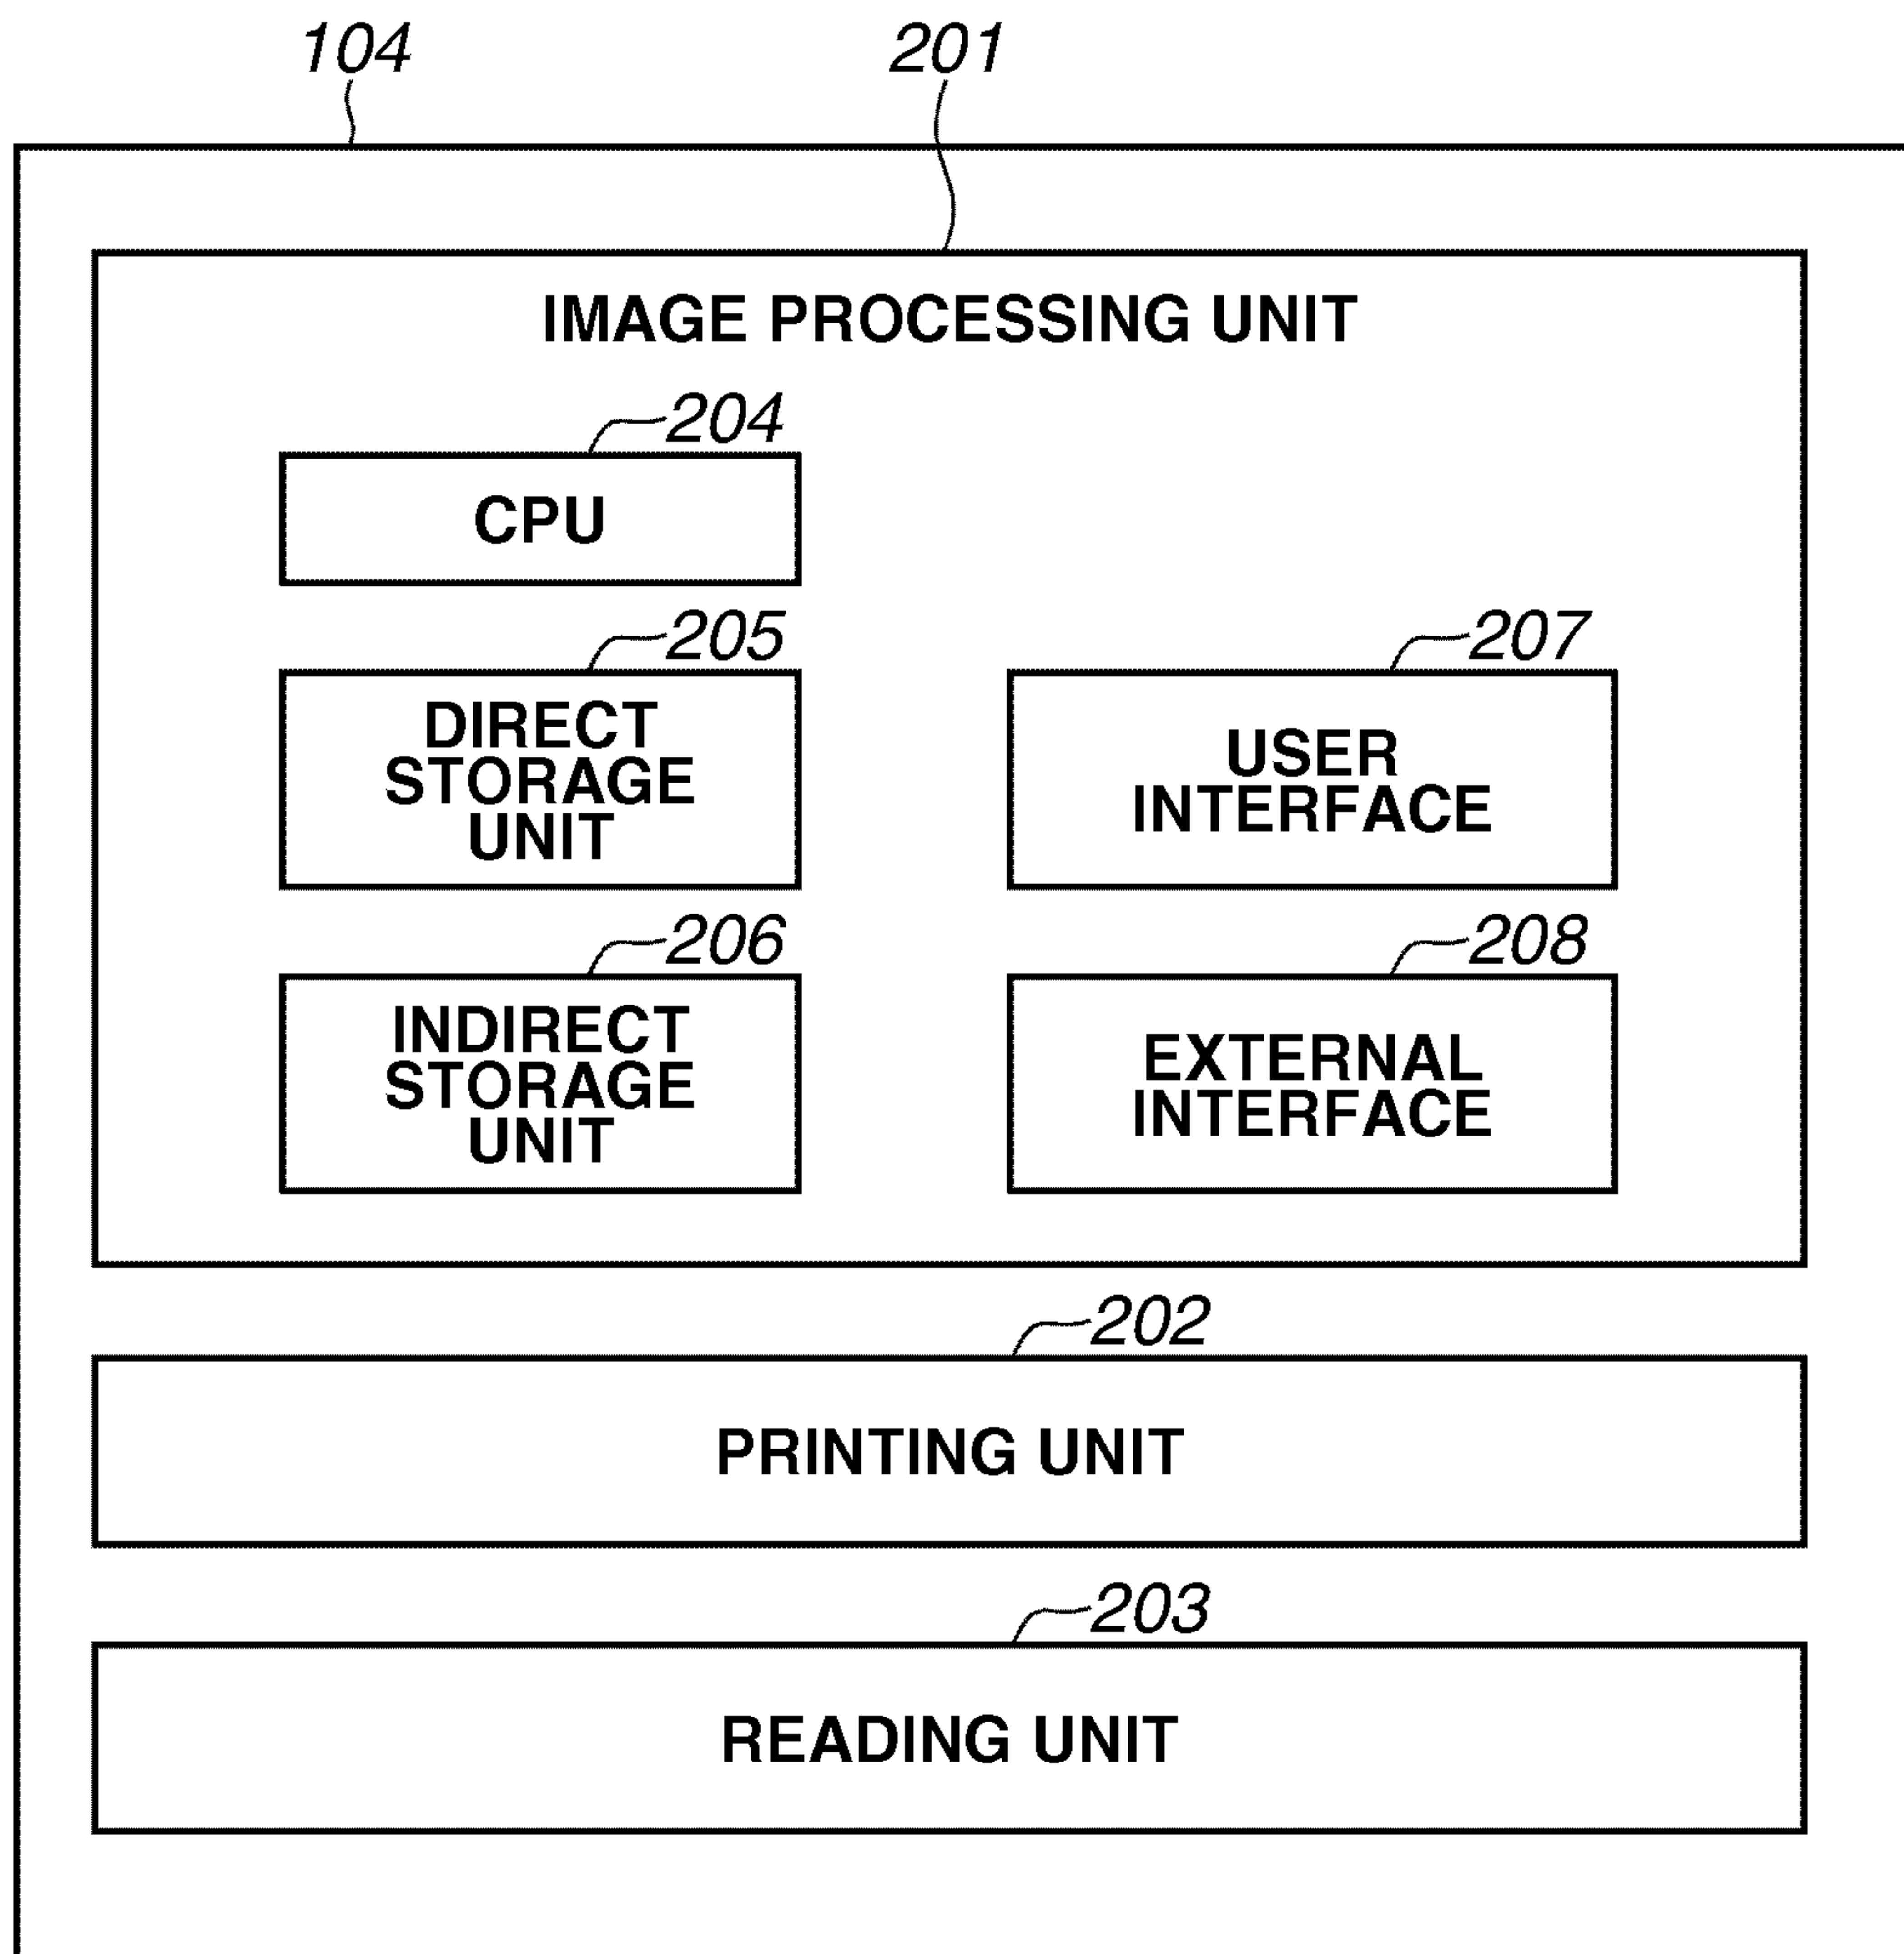 104
201
IMAGE PROCESSING UNIT
204
CPU
205
DIRECT
STORAGE
UNIT
207
USER
INTERFACE
206
INDIRECT
STORAGE
UNIT
208
EXTERNAL
INTERFACE
202
PRINTING UNIT
203
READING UNIT